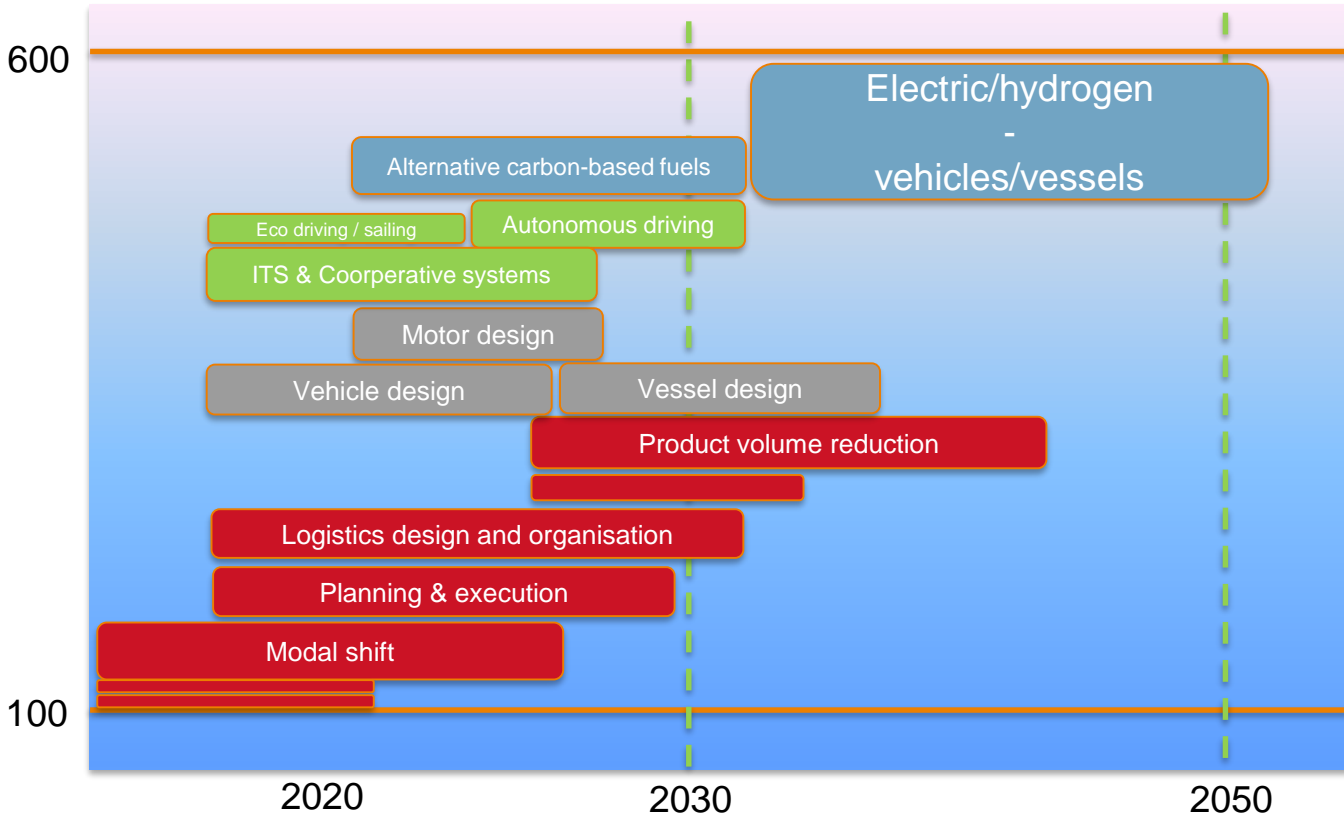 600
Electric/hydrogen
-
vehicles/vessels
Alternative carbon-based fuels
Autonomous driving
Eco driving / sailing
ITS & Coorperative systems
Motor design
Vehicle design
Vessel design
Product volume reduction
Logistics design and organisation
Planning & execution
Modal shift
100
2020
2030
2050